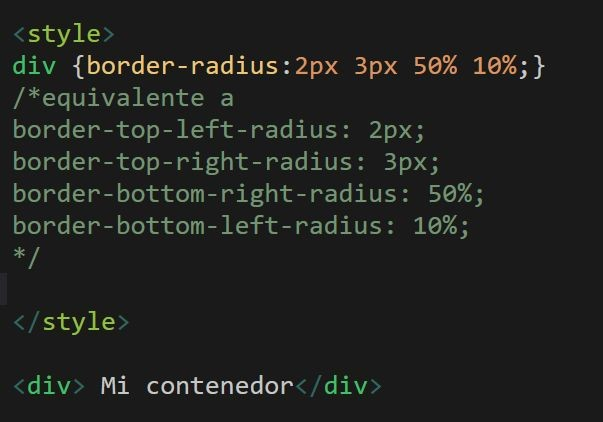 <style>
div {border-radius:2px 3px 50% 10%;}
/*equivalente a
border-top-left-radius: 2px;
border-top-right-radius: 3px;
border-bottom-right-radius: 50%;
border-bottom-left-radius: 10%;
*/
</style>
<div> Mi contenedor</div>